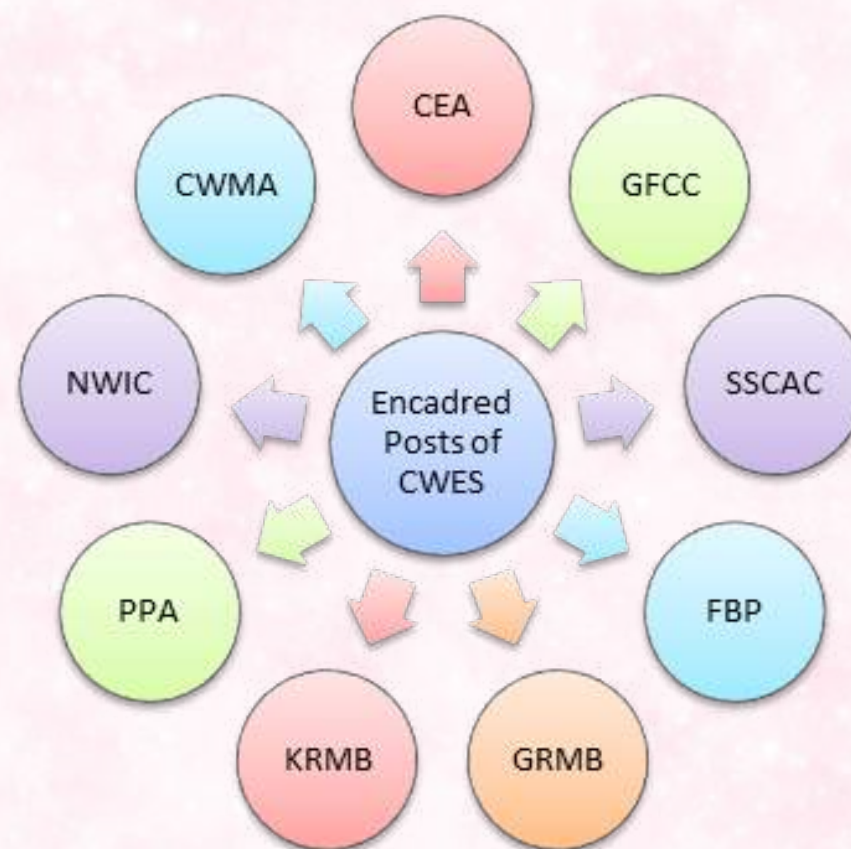 CEA
GFCC
SSCAC
FBP
GRMB
KRMB
PPA
NWIC
CWMA
Encadred
Posts of
CWES